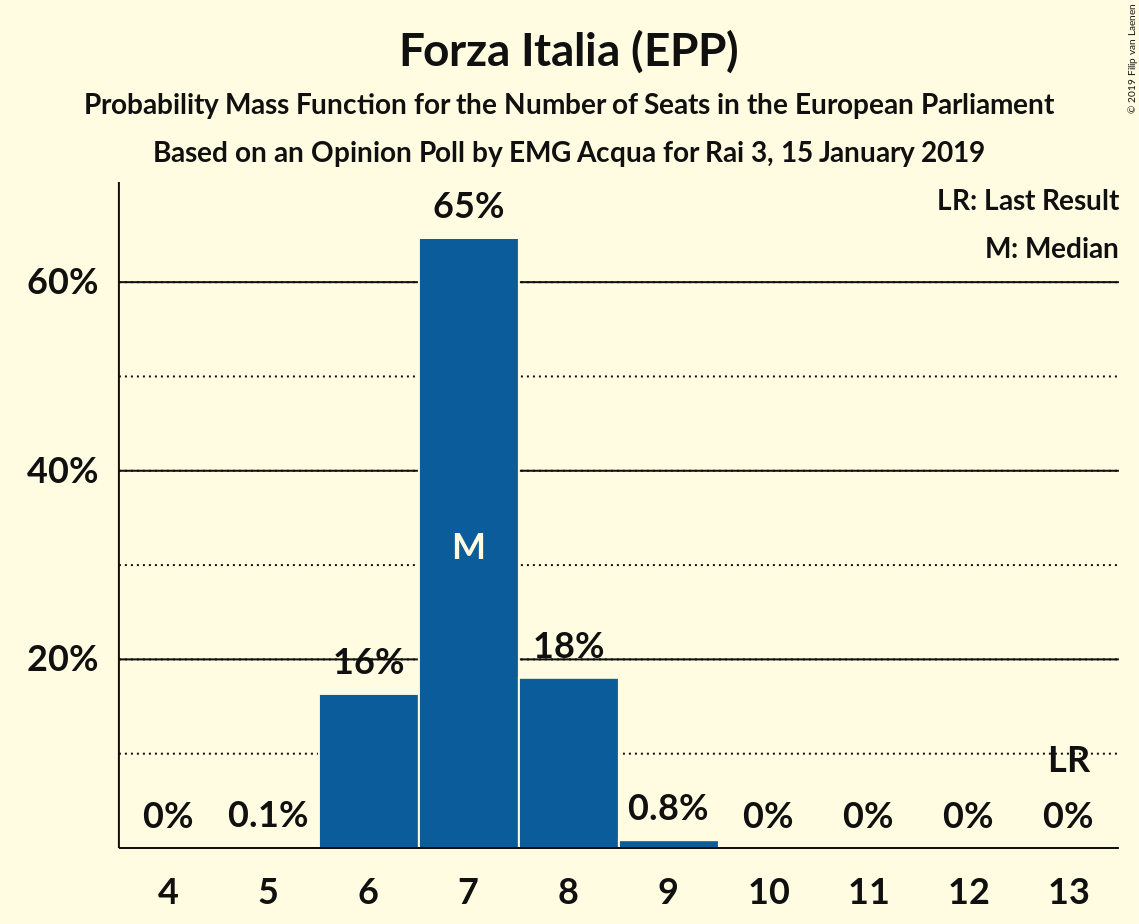 Forza Italia (EPP)
Probability Mass Function for the Number of Seats in the European Parliament
Based on an Opinion Poll by EMG Acqua for Rai 3, 15 January 2019
© 2019 Filip van Laenen
LR: Last Result
M: Median
65%
60%
40%
M
20%
16%
18%
LR
0%
0.1%
0.8%
0%
0%
0%
0%
4
5
6
7
8
9
10
11
12
13